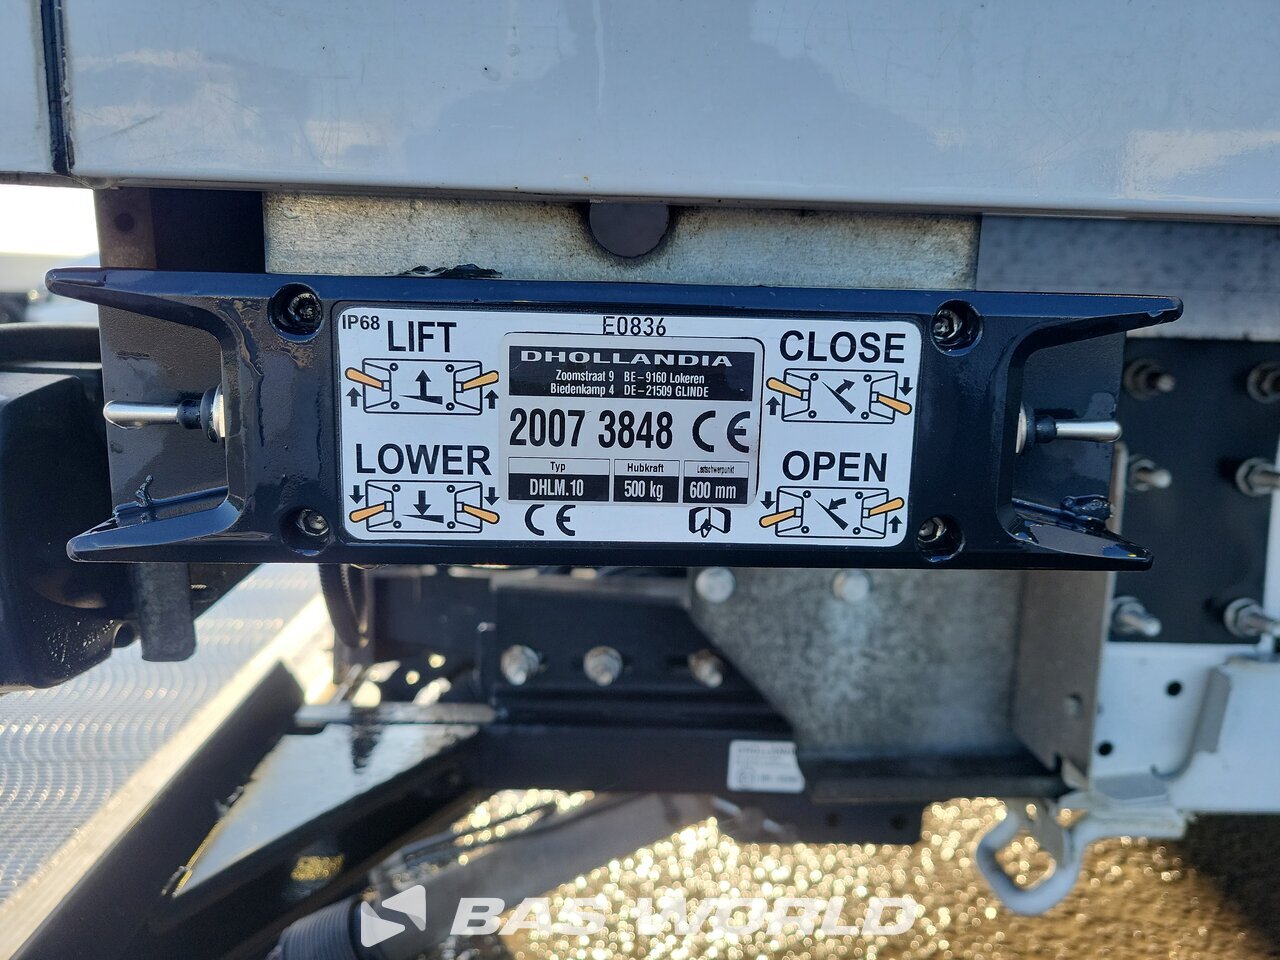 IP68
E0836
LIFT
LOWER
DHOLLANDIA
Zoomstraat 9 BE-9160 Lokeren
Biedenkamp 4 DE-21509 GLINDE
2007 3848 CE
Typ
Hubkraft
Lastschwerpunkt
DHLM.10
500 kg
600 mm
CE
CLOSE
OPEN
BAS WORLD